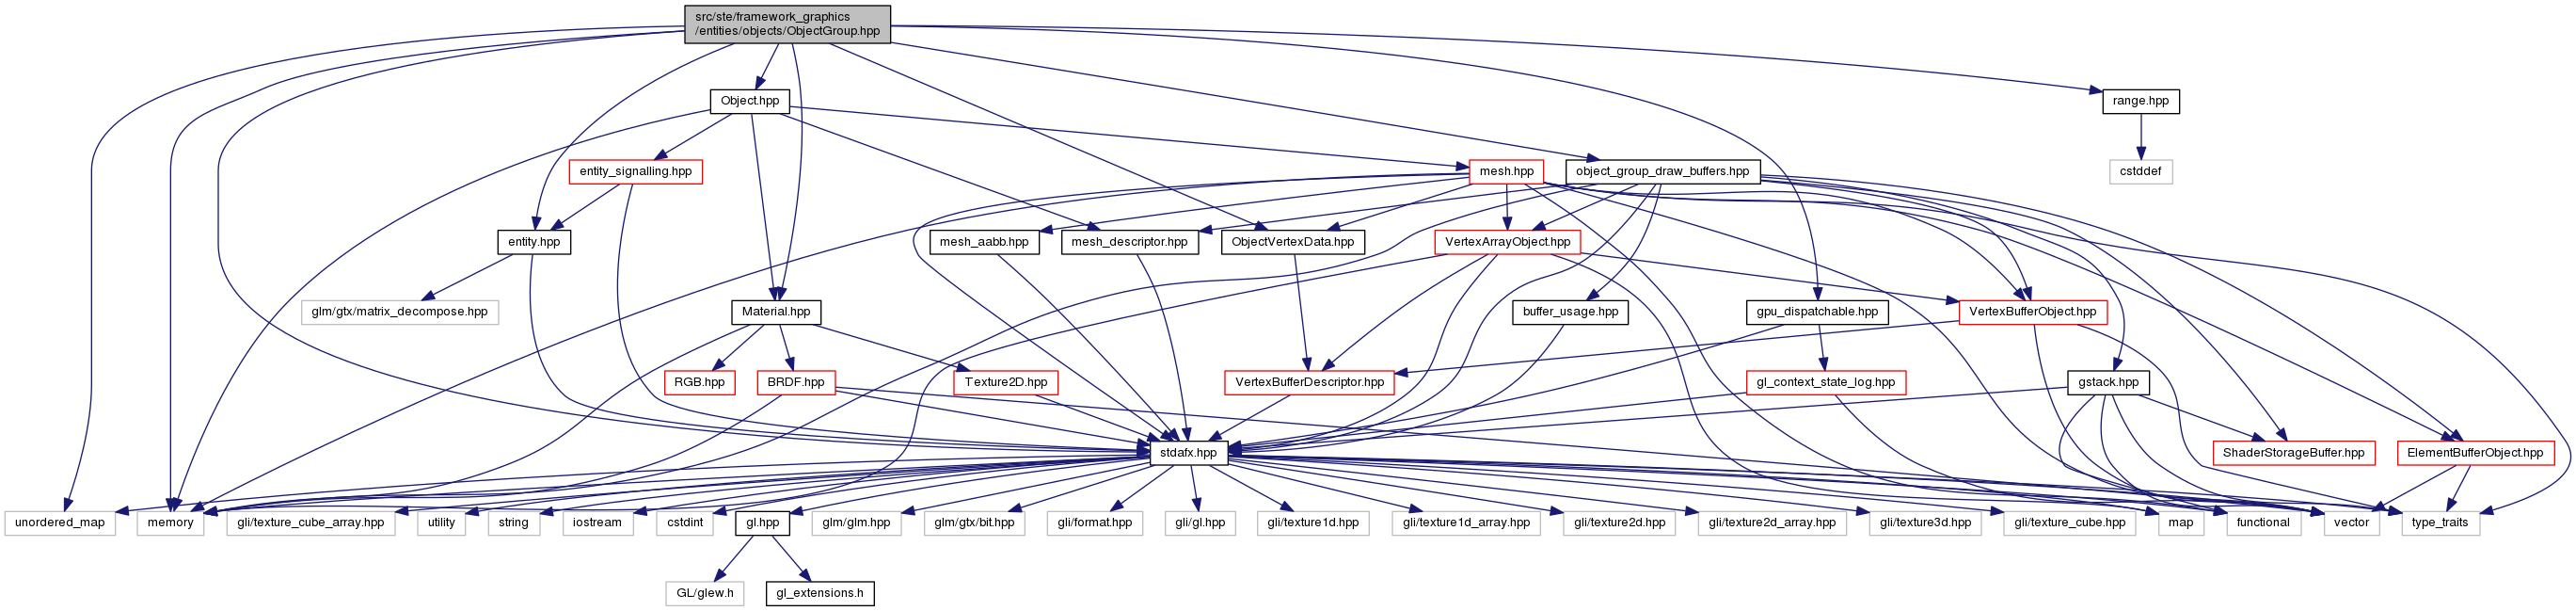 src/ste/framework_graphics
/entities/objects/ObjectGroup.hpp
Object.hpp
range.hpp
entity_signalling.hpp
mesh.hpp
object_group_draw_buffers.hpp
cstddef
entity.hpp
mesh_aabb.hpp
mesh_descriptor.hpp
ObjectVertexData.hpp
VertexArrayObject.hpp
glm/gtx/matrix_decompose.hpp
Material.hpp
buffer_usage.hpp
gpu_dispatchable.hpp
VertexBufferObject.hpp
RGB.hpp
BRDF.hpp
Texture2D.hpp
VertexBufferDescriptor.hpp
gl_context_state_log.hpp
gstack.hpp
stdafx.hpp
ShaderStorageBuffer.hpp
ElementBufferObject.hpp
unordered_map
memory
gli/texture_cube_array.hpp
utility
string
iostream
cstdint
gl.hpp
glm/glm.hpp
glm/gtx/bit.hpp
gli/format.hpp
gli/gl.hpp
gli/texture1d.hpp
gli/texture1d_array.hpp
gli/texture2d.hpp
gli/texture2d_array.hpp
gli/texture3d.hpp
gli/texture_cube.hpp
map
functional
vector
type_traits
GL/glew.h
gl_extensions.h